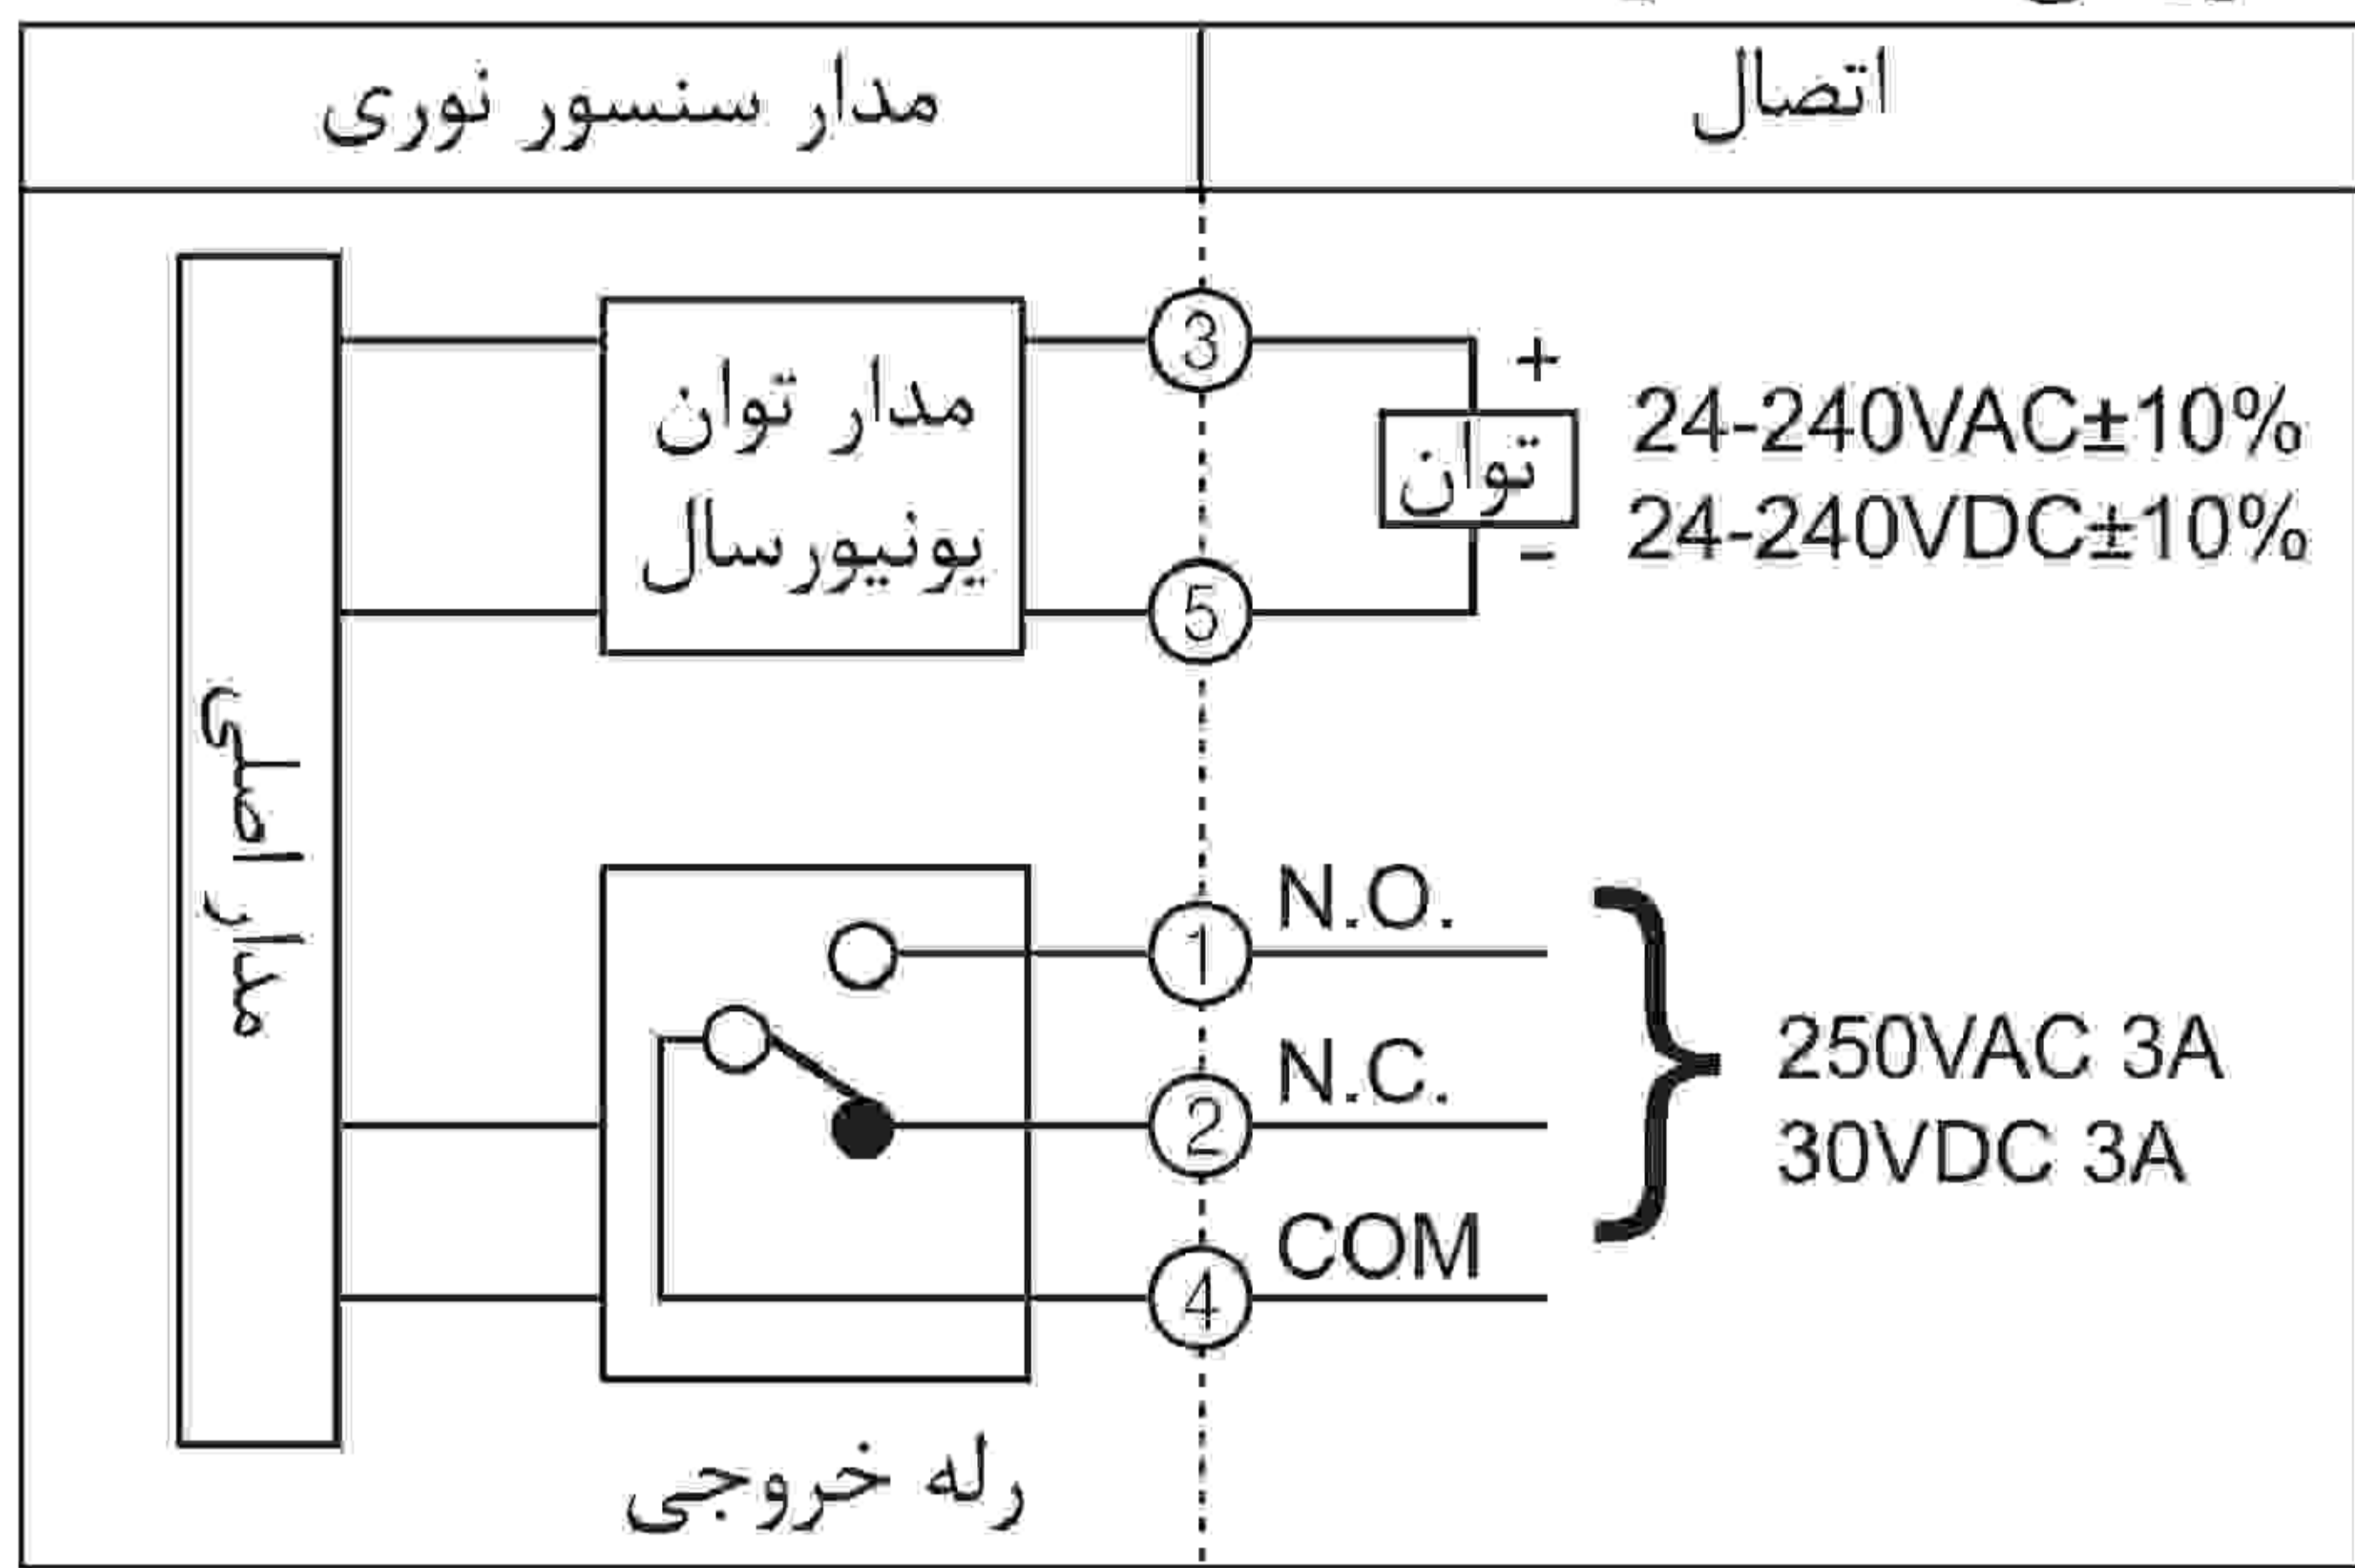 مدار سنسور نوری
اتضال
مدار توان
یونیورسال
3
+
توان
24-240VAC±10%
24-240VDC±10%
-
5
مدار اصلی
1
N.O.
2
N.C.
4
COM
250VAC 3A
30VDC 3A
رله خروجی